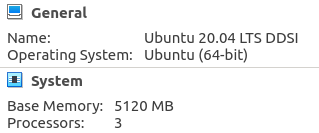 General
Name: Ubuntu 20.04 LTS DDSI
Operating System: Ubuntu (64-bit)
System
Base Memory: 5120 MB
Processors: 3